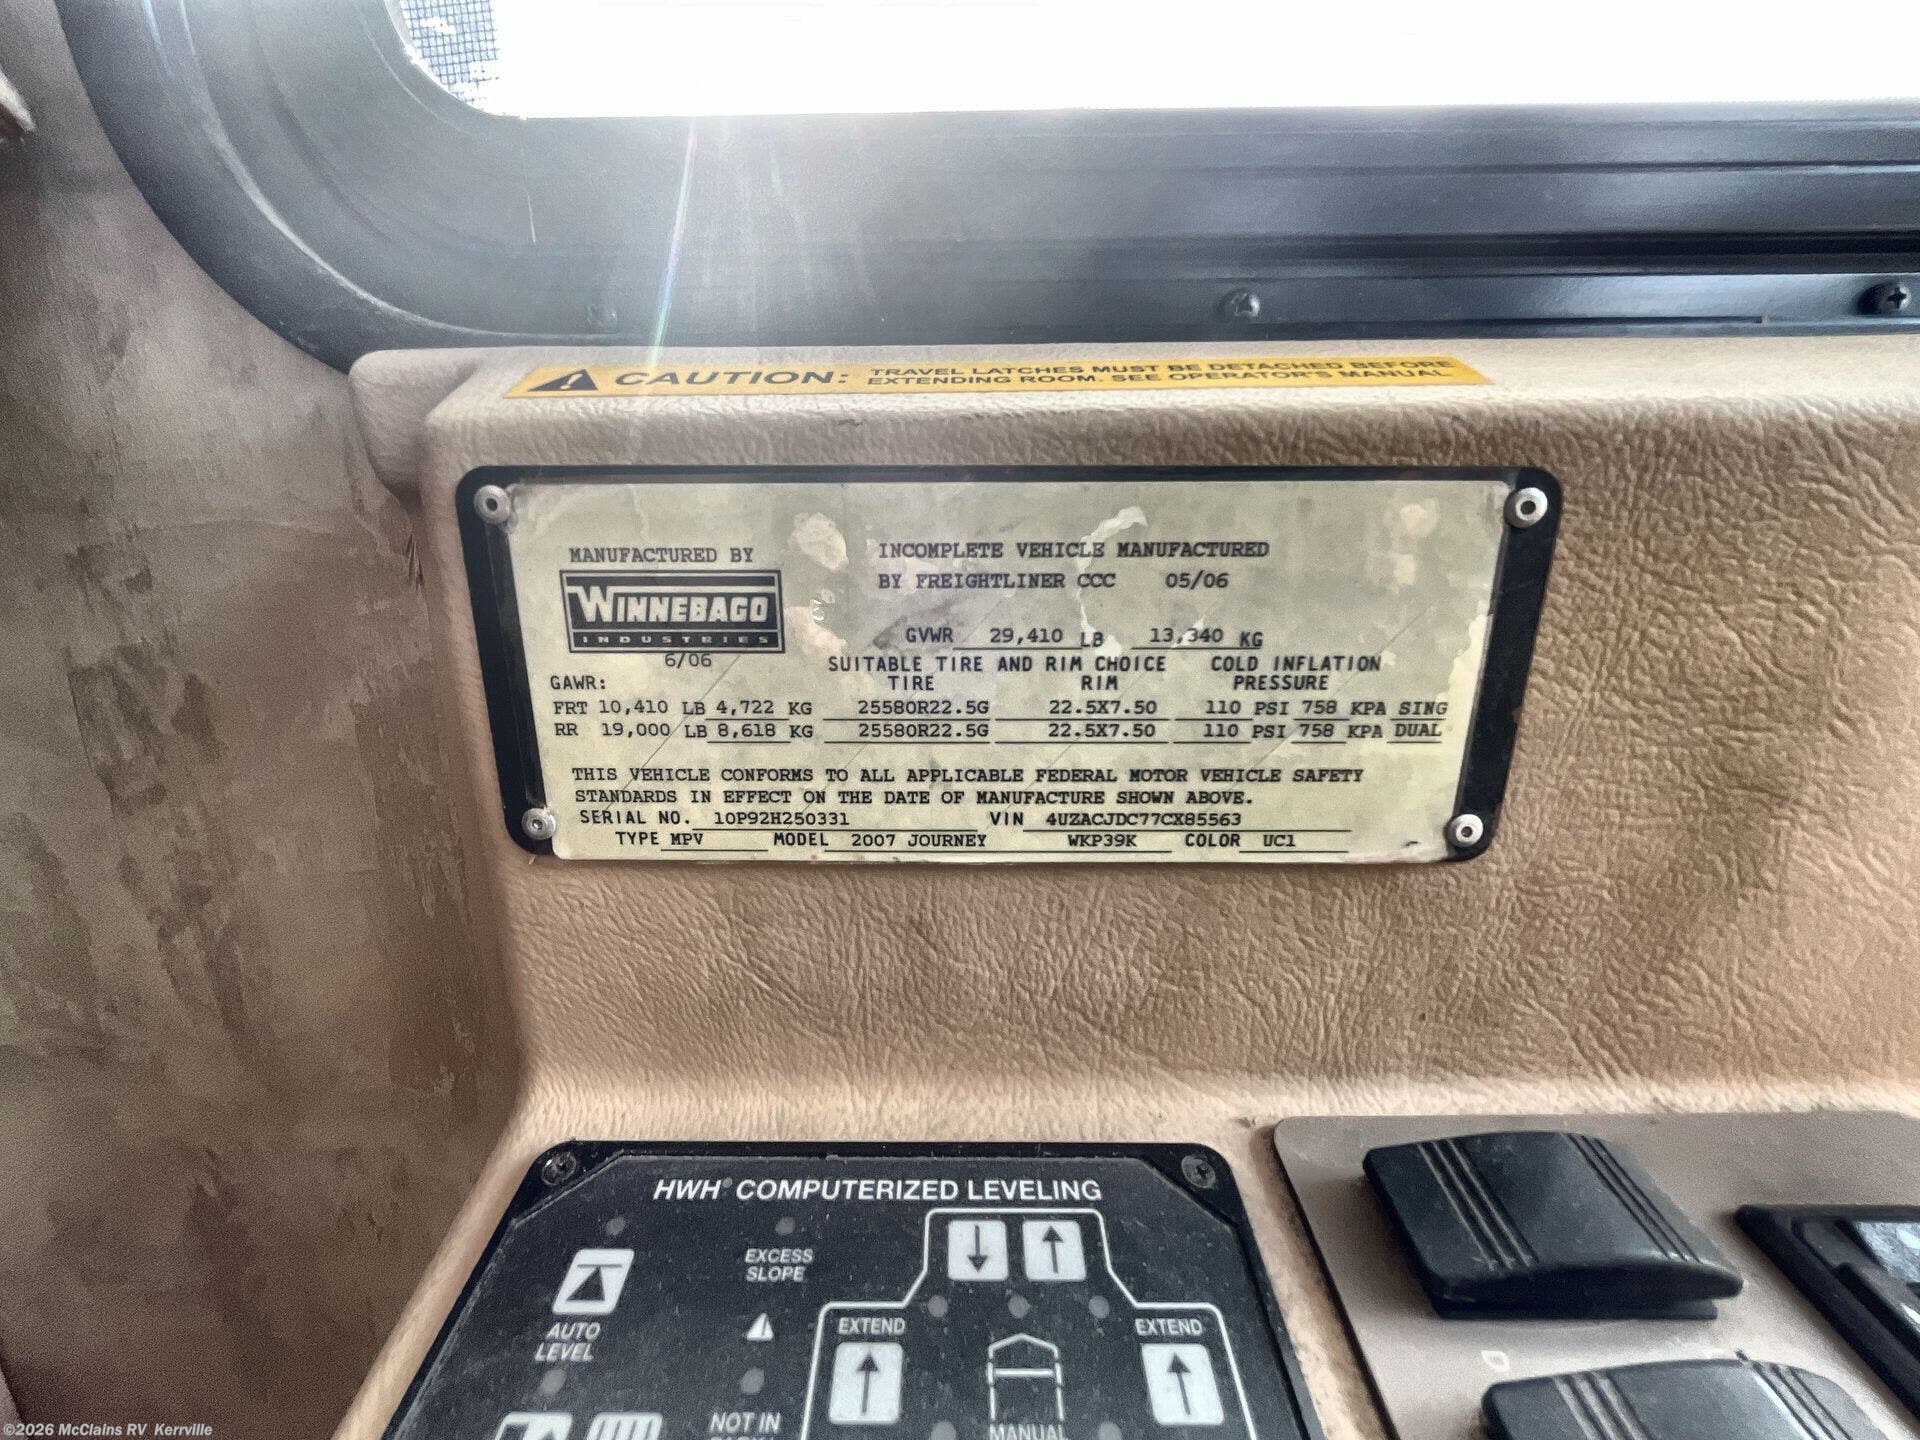 CAUTION: TRAVEL LATCHES MUST BE DETACHED BEFORE
EXTENDING ROOM. SEE OPERATOR'S MANUAL
MANUFACTURED BY
WINNEBAGO
INDUSTRIES
6/06
INCOMPLETE VEHICLE MANUFACTURED
BY FREIGHTLINER CCC 05/06
GVWR 29,410 LB 13,340 KG
SUITABLE TIRE AND RIM CHOICE COLD INFLATION
GAWR: TIRE RIM PRESSURE
FRT 10,410 LB 4,722 KG 25580R22.5G 22.5X7.50 110 PSI 758 KPA SING
RR 19,000 LB 8,618 KG 25580R22.5G 22.5X7.50 110 PSI 758 KPA DUAL
THIS VEHICLE CONFORMS TO ALL APPLICABLE FEDERAL MOTOR VEHICLE SAFETY
STANDARDS IN EFFECT ON THE DATE OF MANUFACTURE SHOWN ABOVE.
SERIAL NO. 10P92H250331 VIN 4UZACJDC77CX85563
TYPE MPV MODEL 2007 JOURNEY WKP39K COLOR UC1
HWH® COMPUTERIZED LEVELING
EXCESS
SLOPE
AUTO
LEVEL
EXTEND EXTEND
NOT IN
MANUAL
©2026 McClains RV Kerrville